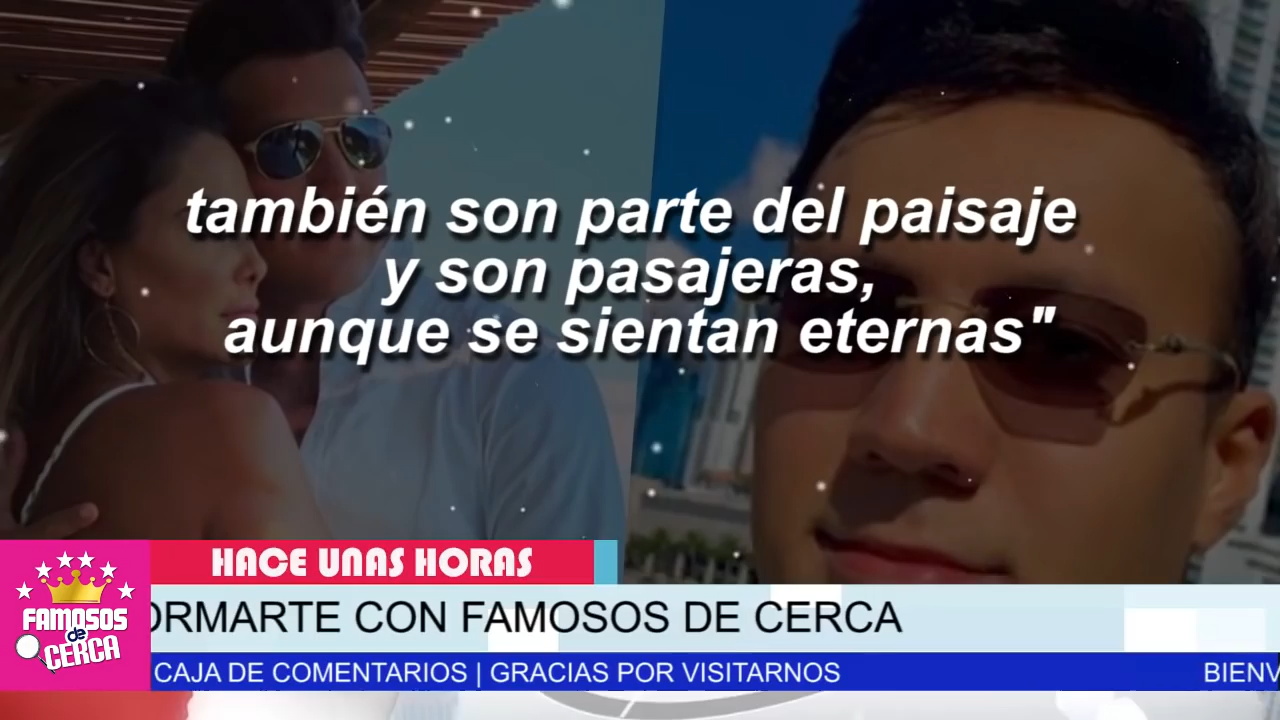 también son parte del paisaje
y son pasajeras,
aunque se sientan eternas"
HACE UNAS HORAS
FAMOSOS
de
CERCA
ORMARTE CON FAMOSOS DE CERCA
CAJA DE COMENTARIOS | GRACIAS POR VISITARNOS
BIENV